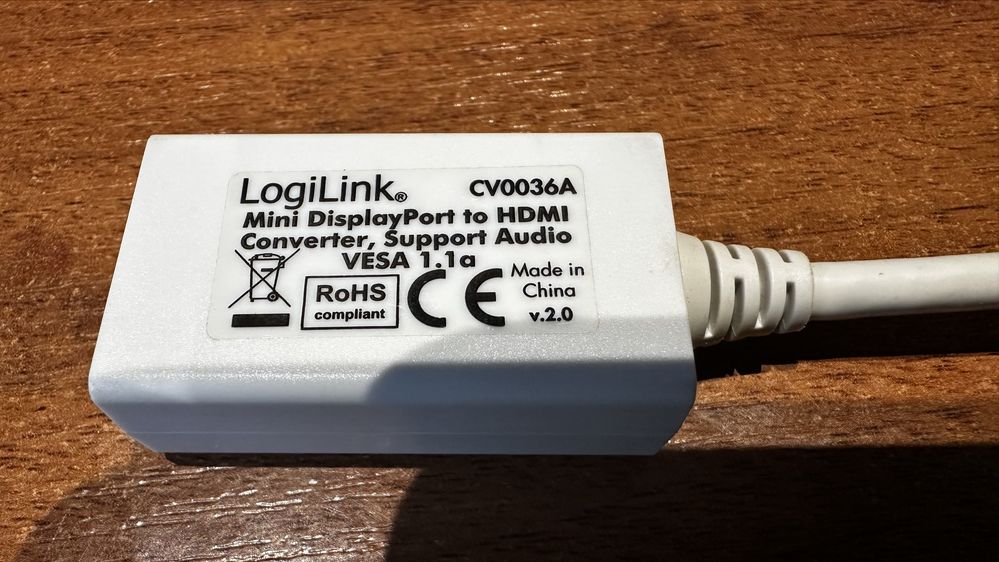 LogiLink® CV0036A
Mini DisplayPort to HDMI
Converter, Support Audio
VESA 1.1a
RoHS
compliant
CE
Made in
China
v.2.0